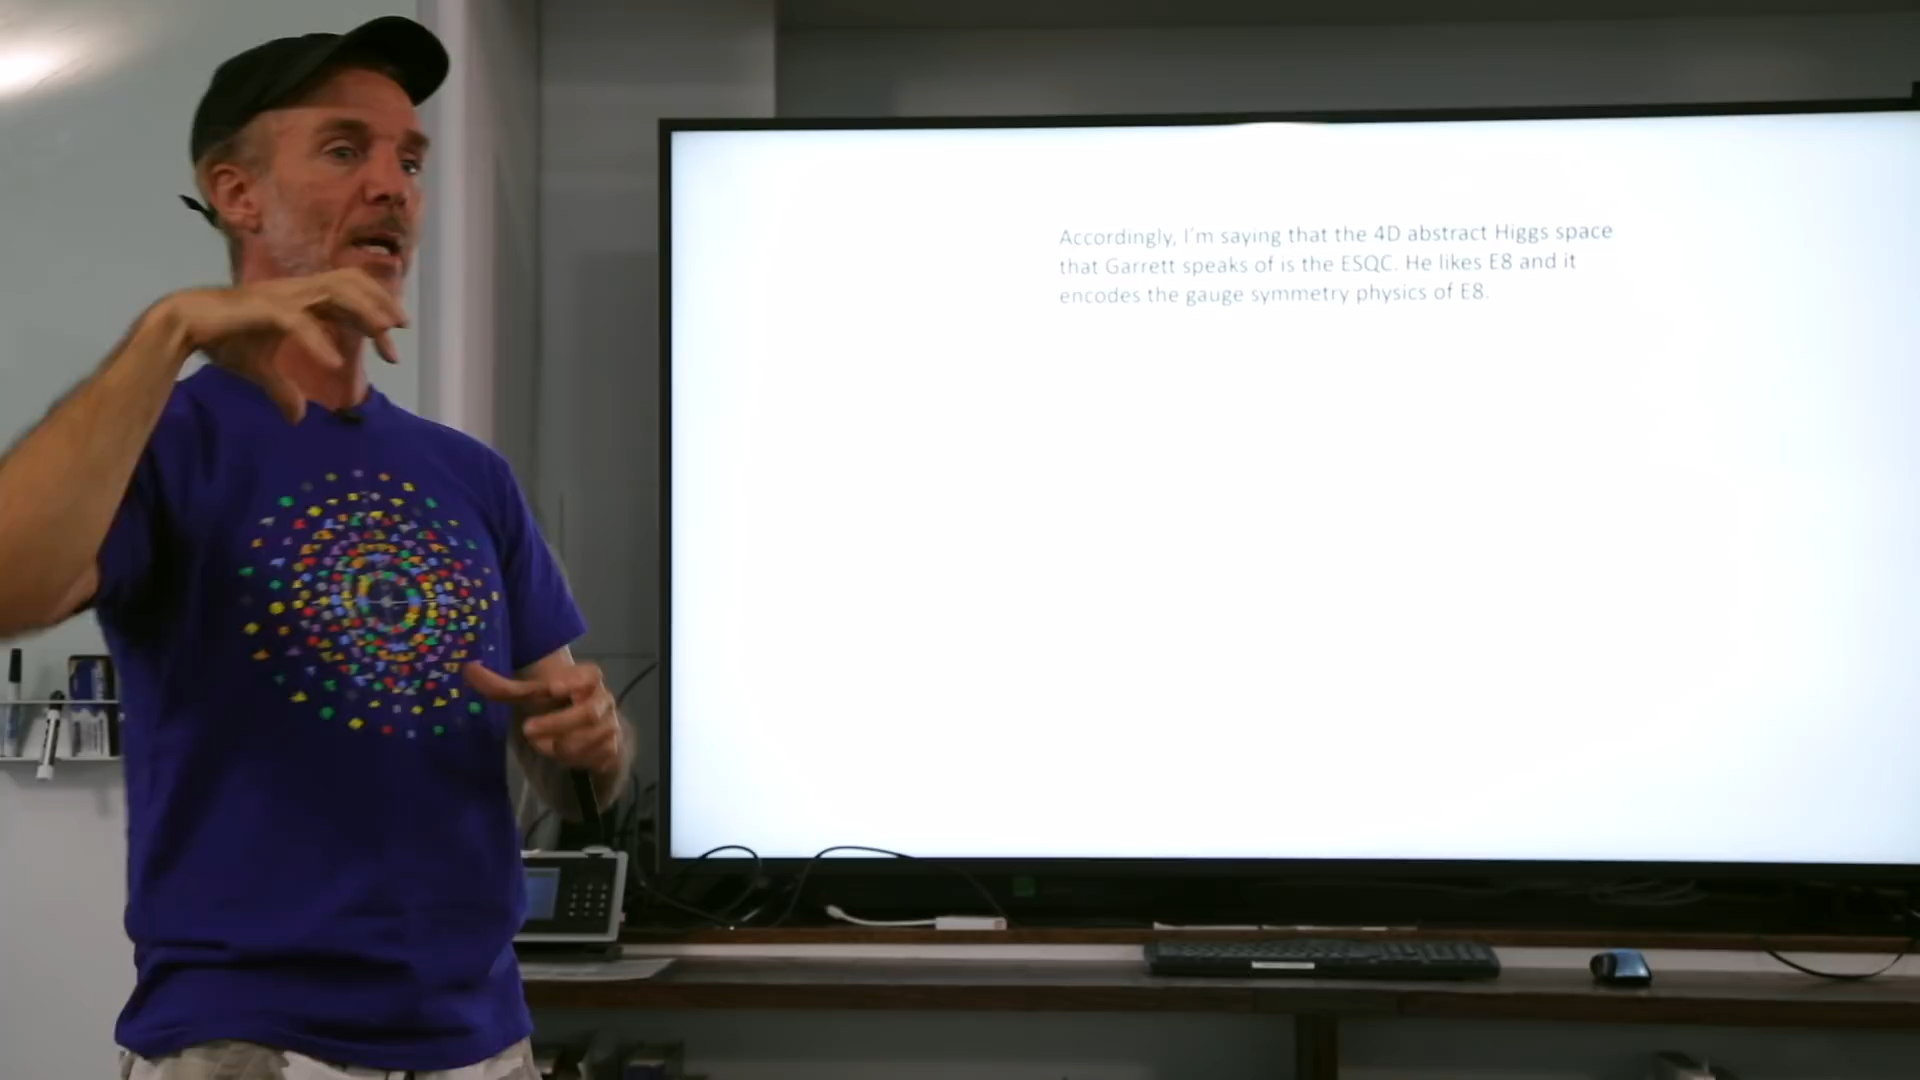 Accordingly, I'm saying that the 4D abstract Higgs space
that Garrett speaks of is the ESQC. He likes E8 and it
encodes the gauge symmetry physics of E8.